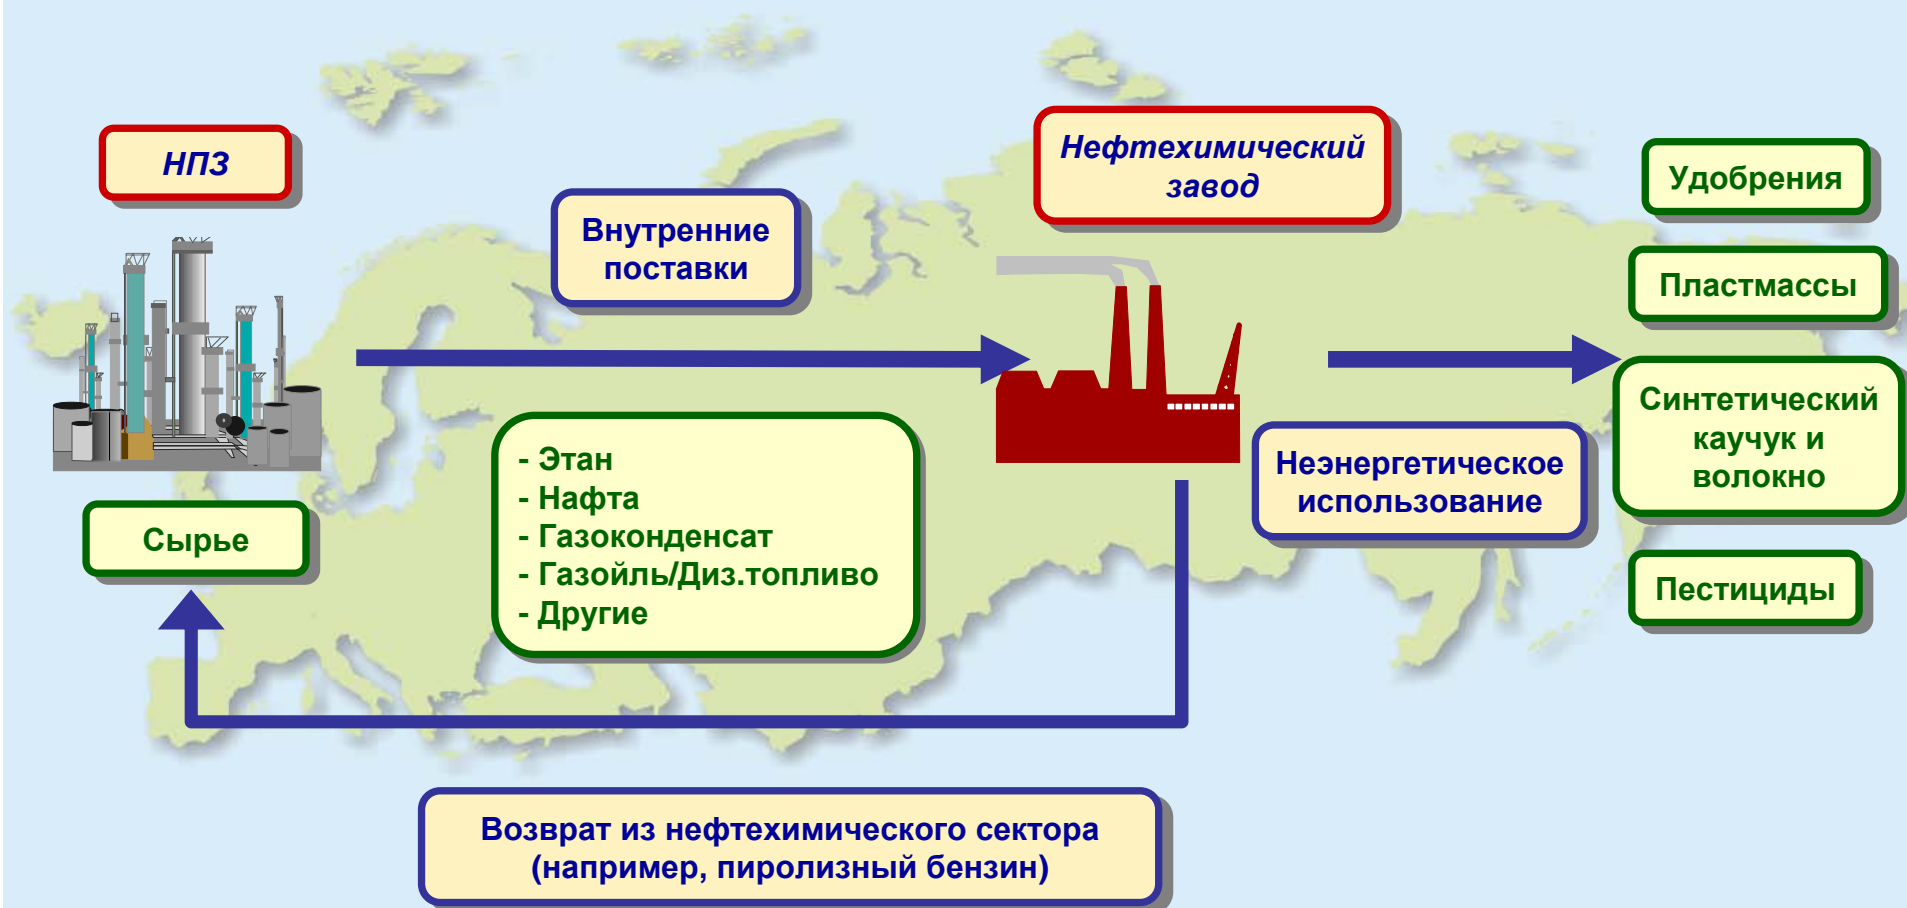 НПЗ
Внутренние
поставки
Нефтехимический
завод
Удобрения
Пластмассы
Синтетический
каучук и
волокно
Пестициды
Неэнергетическое
использование
- Этан
- Нафта
- Газоконденсат
- Газойль/Диз.топливо
- Другие
Сырье
Возврат из нефтехимического сектора
(например, пиролизный бензин)